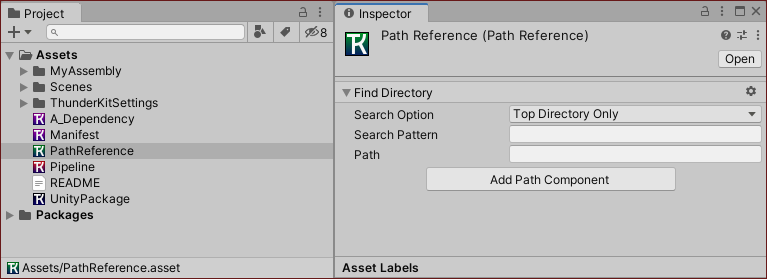 Project
8
Assets
MyAssembly
Scenes
ThunderKitSettings
A_Dependency
Manifest
PathReference
Pipeline
README
UnityPackage
Packages
Assets/PathReference.asset
Inspector
TK Path Reference (Path Reference)
Open
Find Directory
Search Option Top Directory Only
Search Pattern
Path
Add Path Component
Asset Labels